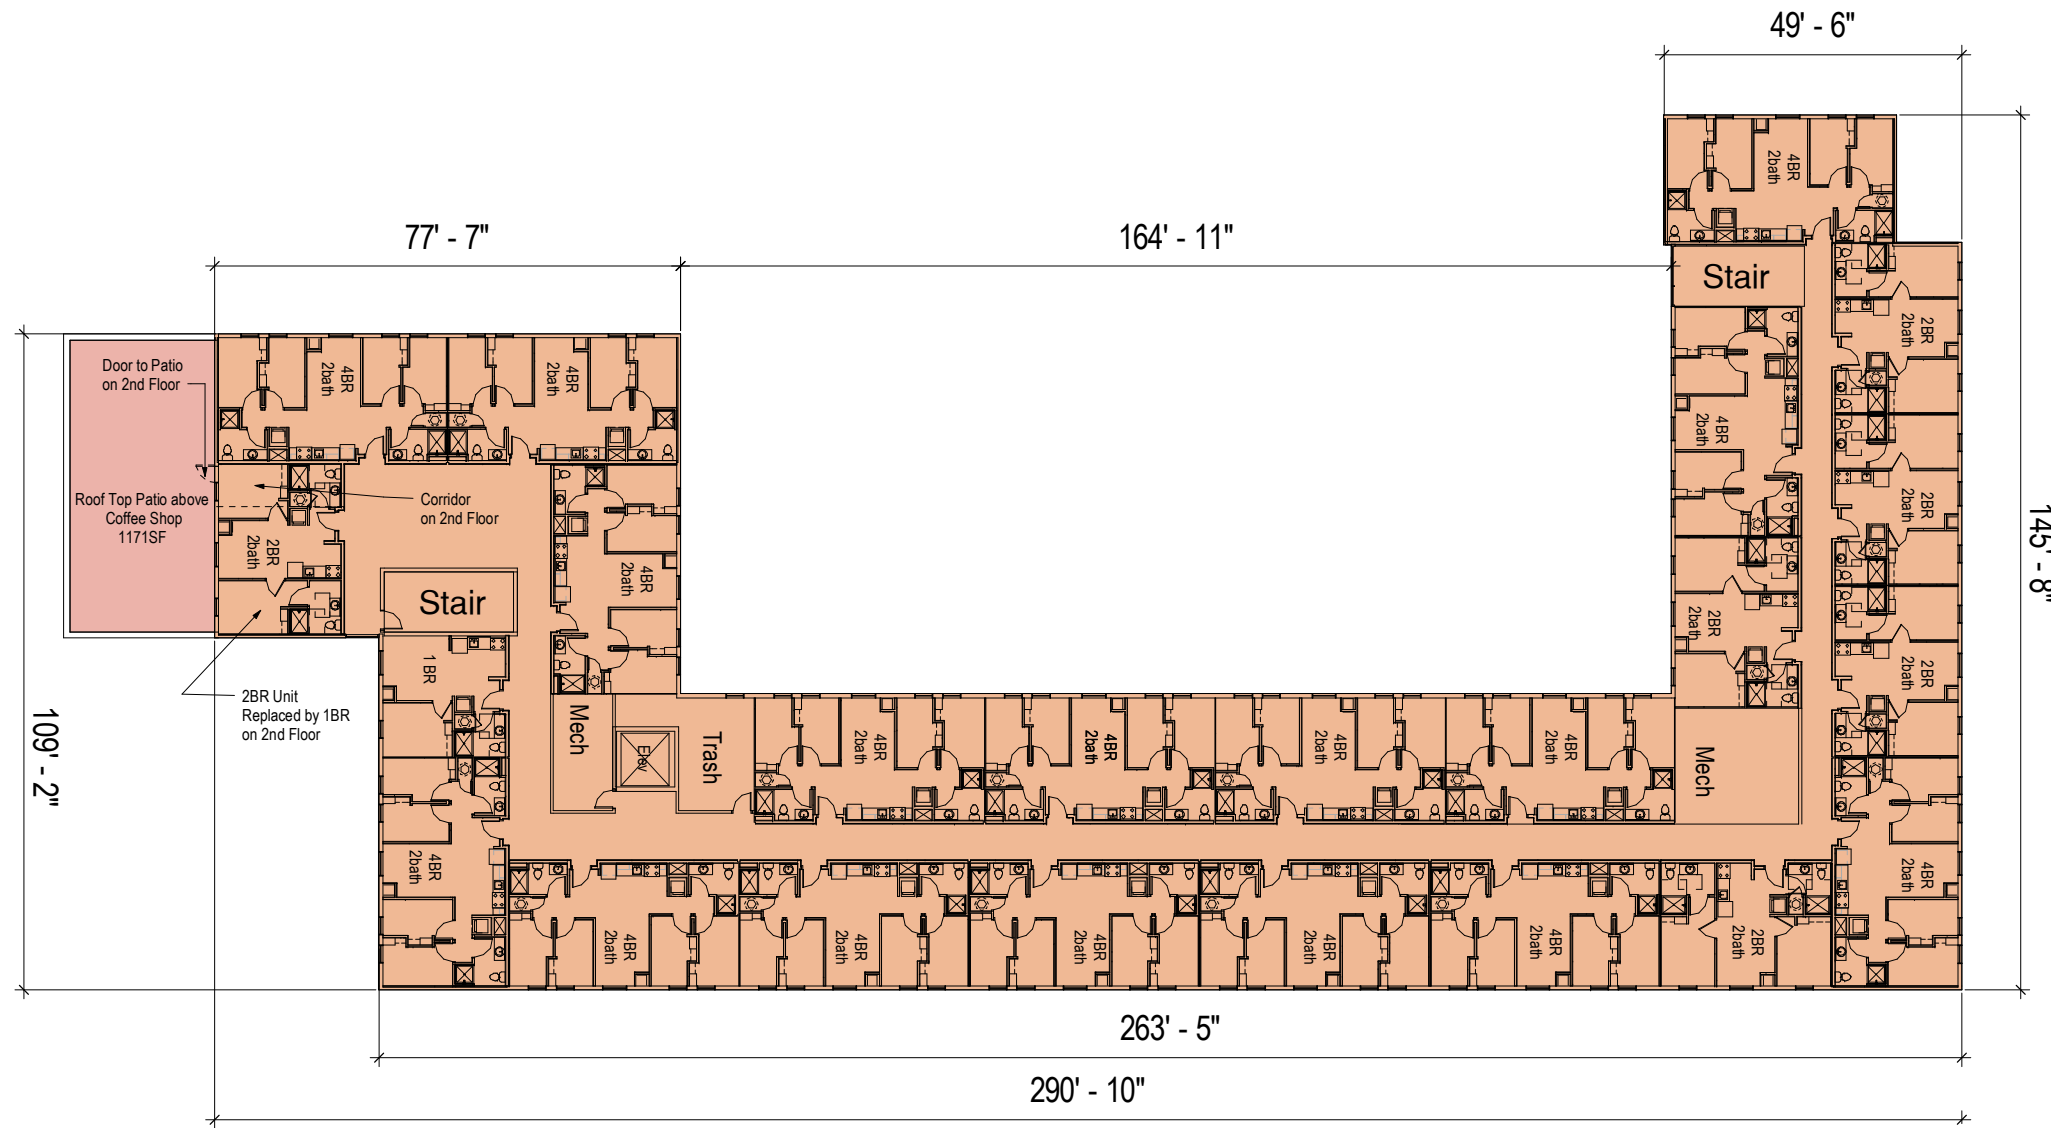 49' - 6"
77' - 7"
164' - 11"
4BR
2bath
Stair
Door to Patio
on 2nd Floor
4BR
2bath
4BR
2bath
2BR
2bath
4BR
2bath
Roof Top Patio above
Coffee Shop
1171SF
Corridor
on 2nd Floor
2BR
2bath
2BR
2bath
4BR
2bath
145' - 8"
Stair
2BR
2bath
1 BR
2BR
2bath
2BR Unit
Replaced by 1BR
on 2nd Floor
109' - 2"
Mech
Elev
Trash
4BR
2bath
4BR
2bath
4BR
2bath
4BR
2bath
Mech
4BR
2bath
4BR
2bath
4BR
2bath
4BR
2bath
4BR
2bath
4BR
2bath
4BR
2bath
2BR
2bath
263' - 5"
290' - 10"